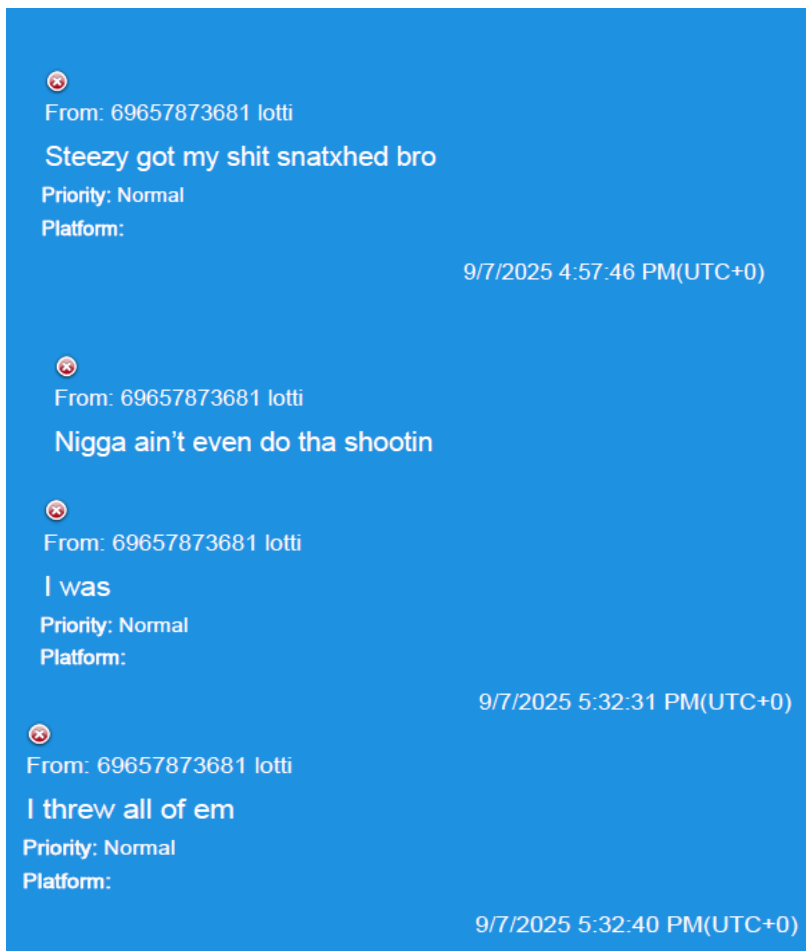 From: 69657873681 lotti
Steezy got my shit snatxhed bro
Priority: Normal
Platform:
9/7/2025 4:57:46 PM(UTC+0)
From: 69657873681 lotti
Nigga ain't even do tha shootin
From: 69657873681 lotti
I was
Priority: Normal
Platform:
9/7/2025 5:32:31 PM(UTC+0)
From: 69657873681 lotti
I threw all of em
Priority: Normal
Platform:
9/7/2025 5:32:40 PM(UTC+0)